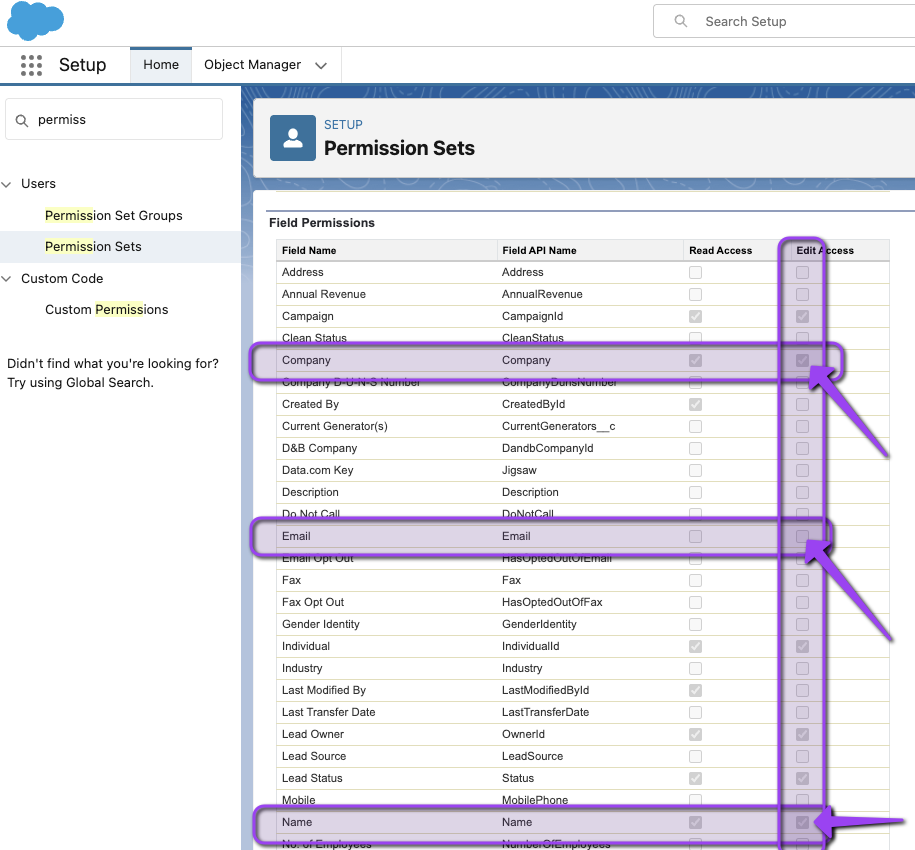 Search Setup
Setup
Home
Object Manager
permiss
Users
Permission Set Groups
Permission Sets
Custom Code
Custom Permissions
Didn't find what you're looking for?
Try using Global Search.
SETUP
Permission Sets
Field Permissions
Field Name Field API Name Read Access Edit Access
Address Address
Annual Revenue AnnualRevenue
Campaign CampaignId
Clean Status CleanStatus
Company Company
Company D-U-N-S Number CompanyDunsNumber
Created By CreatedById
Current Generator(s) CurrentGenerators__c
D&B Company DandbCompanyId
Data.com Key Jigsaw
Description Description
Do Not Call DoNotCall
Email Email
Email Opt Out HasOptedOutOfEmail
Fax Fax
Fax Opt Out HasOptedOutOfFax
Gender Identity GenderIdentity
Individual IndividualId
Industry Industry
Last Modified By LastModifiedById
Last Transfer Date LastTransferDate
Lead Owner OwnerId
Lead Source LeadSource
Lead Status Status
Mobile MobilePhone
Name Name
No. of Employees NumberOfEmployees